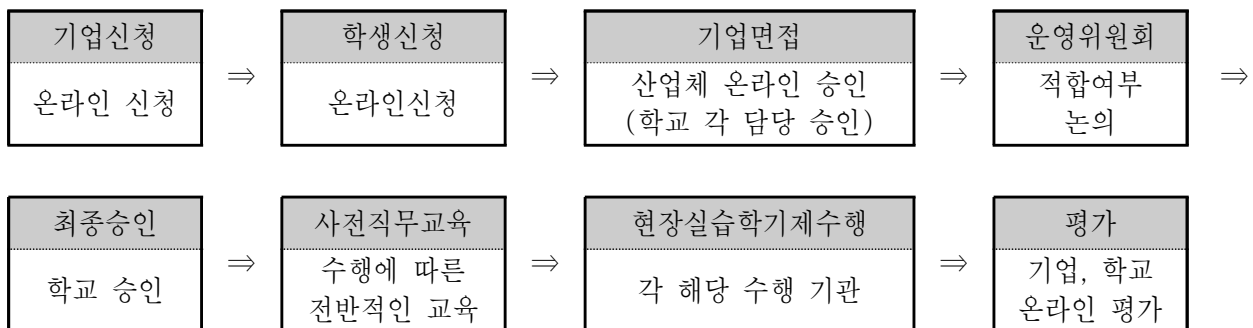 기업신청
온라인 신청
⇒
학생신청
온라인신청
⇒
기업면접
산업체 온라인 승인
(학교 각 담당 승인)
⇒
운영위원회
적합여부
논의
⇒
최종승인
학교 승인
⇒
사전직무교육
수행에 따른
전반적인 교육
⇒
현장실습학기제수행
각 해당 수행 기관
⇒
평가
기업, 학교
온라인 평가